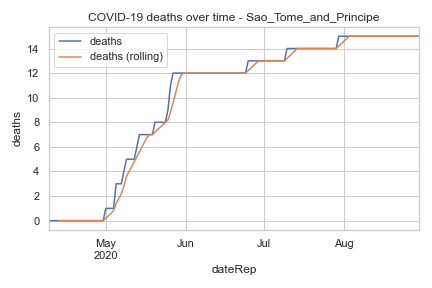 COVID-19 deaths over time - Sao_Tome_and_Principe
deaths
deaths (rolling)
deaths
14
12
10
8
6
4
2
0
May
2020
Jun
Jul
Aug
dateRep